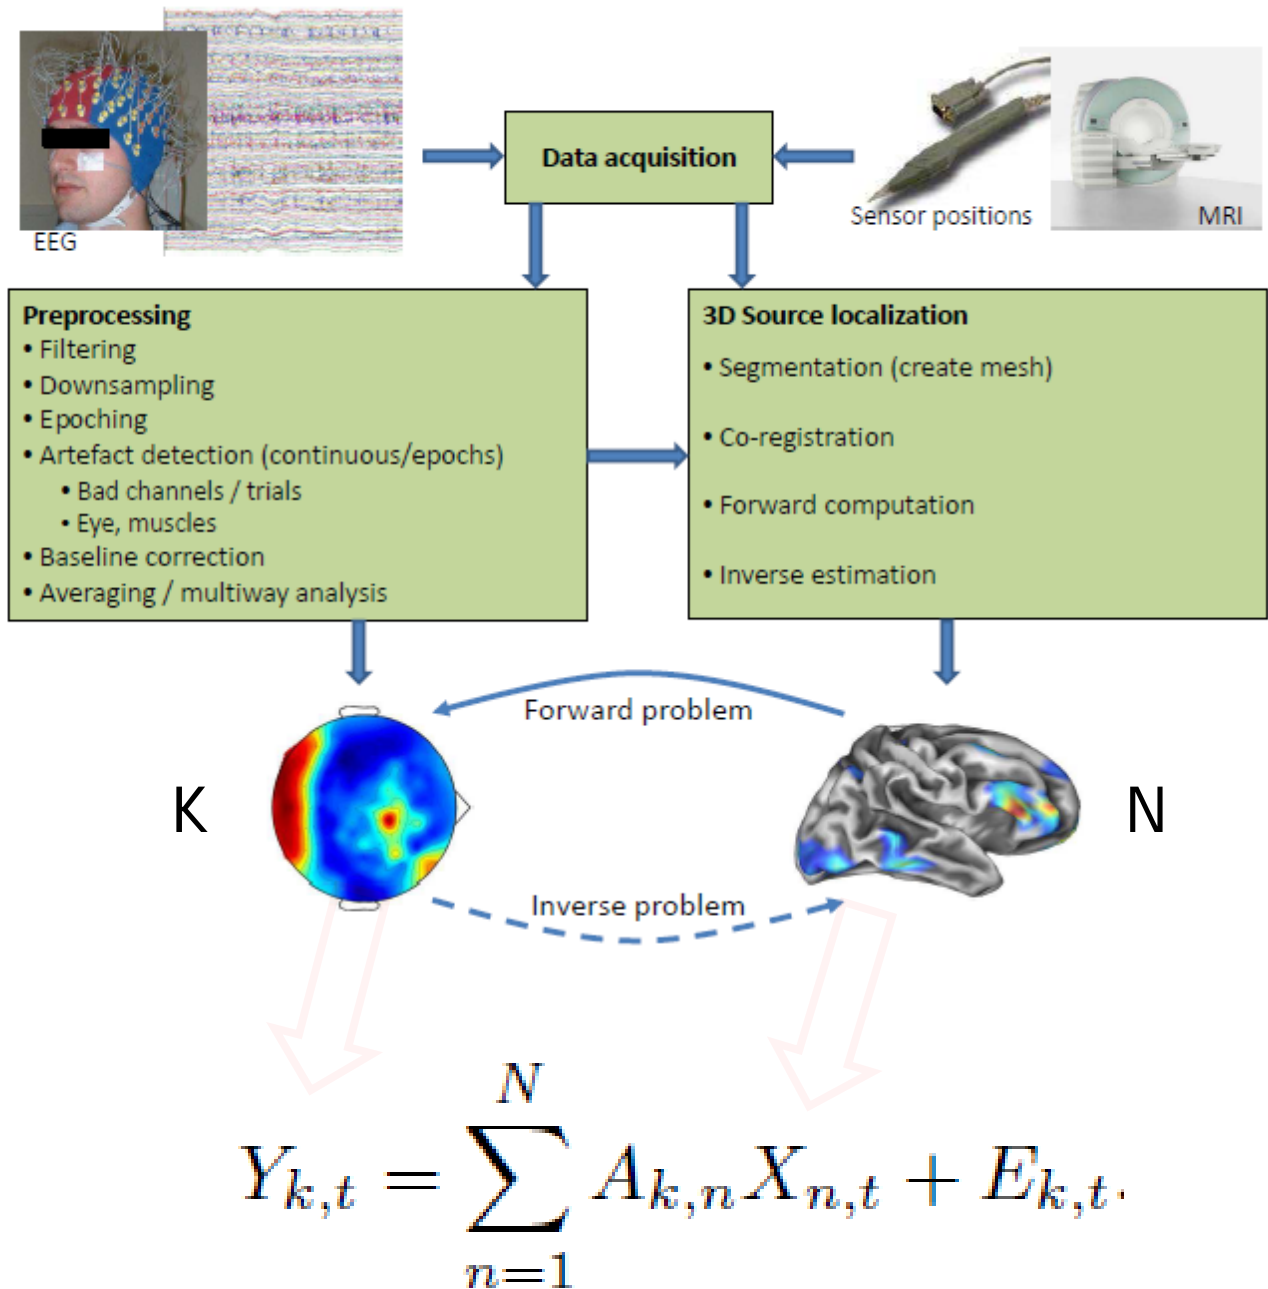 EEG
Data acquisition
Sensor positions
MRI
Preprocessing
• Filtering
• Downsampling
• Epoching
• Artefact detection (continuous/epochs)
• Bad channels / trials
• Eye, muscles
• Baseline correction
• Averaging / multiway analysis
3D Source localization
• Segmentation (create mesh)
• Co-registration
• Forward computation
• Inverse estimation
Forward problem
K
N
Inverse problem
N
Y_{k,t} = ∑ A_{k,n} X_{n,t} + E_{k,t}.
n=1